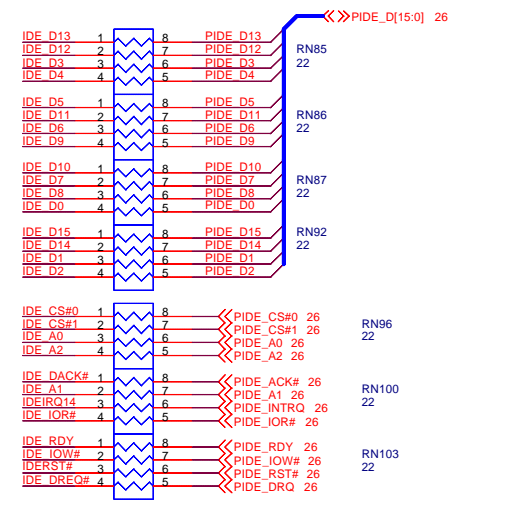 PIDE_D[15:0] 26
IDE_D13 1 8 PIDE_D13
IDE_D12 2 7 PIDE_D12 RN85
IDE_D3 3 6 PIDE_D3 22
IDE_D4 4 5 PIDE_D4
IDE_D5 1 8 PIDE_D5
IDE_D11 2 7 PIDE_D11 RN86
IDE_D6 3 6 PIDE_D6 22
IDE_D9 4 5 PIDE_D9
IDE_D10 1 8 PIDE_D10
IDE_D7 2 7 PIDE_D7 RN87
IDE_D8 3 6 PIDE_D8 22
IDE_D0 4 5 PIDE_D0
IDE_D15 1 8 PIDE_D15 RN92
IDE_D14 2 7 PIDE_D14 22
IDE_D1 3 6 PIDE_D1
IDE_D2 4 5 PIDE_D2
IDE_CS#0 1 8 PIDE_CS#0 26
IDE_CS#1 2 7 PIDE_CS#1 26 RN96
IDE_A0 3 6 PIDE_A0 26 22
IDE_A2 4 5 PIDE_A2 26
IDE_DACK# 1 8 PIDE_ACK# 26
IDE_A1 2 7 PIDE_A1 26 RN100
IDEIRQ14 3 6 PIDE_INTRQ 26 22
IDE_IOR# 4 5 PIDE_IOR# 26
IDE_RDY 1 8 PIDE_RDY 26
IDE_IOW# 2 7 PIDE_IOW# 26 RN103
IDERST# 3 6 PIDE_RST# 26 22
IDE_DREQ# 4 5 PIDE_DRQ 26